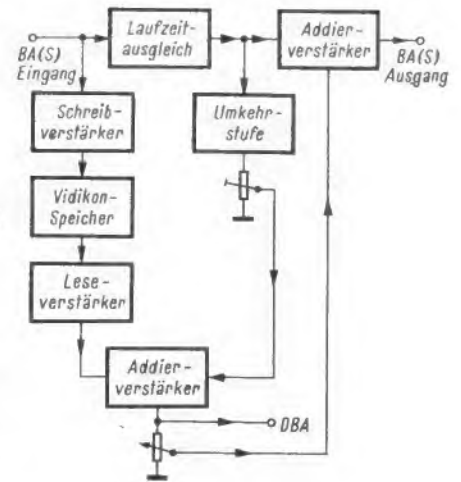 BA(S)
Eingang
Laufzeit-
ausgleich
Addier-
verstärker
BA(S)
Ausgang
Schreib-
verstärker
Umkehr-
stufe
Vidikon-
Speicher
Lese-
verstärker
Addier-
verstärker
DBA